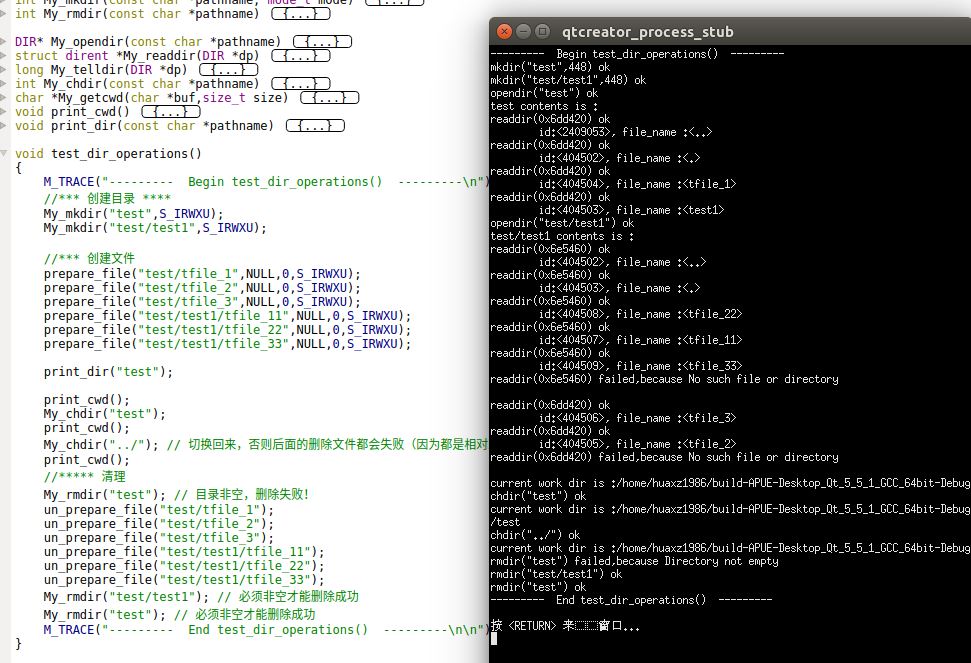 int My_mkdir(const char *pathname, mode_t mode) {...}
int My_rmdir(const char *pathname) {...}
DIR* My_opendir(const char *pathname) {...}
struct dirent *My_readdir(DIR *dp) {...}
long My_telldir(DIR *dp) {...}
int My_chdir(const char *pathname) {...}
char *My_getcwd(char *buf,size_t size) {...}
void print_cwd() {...}
void print_dir(const char *pathname) {...}
void test_dir_operations()
{
M_TRACE("---------  Begin test_dir_operations()  ---------\n")
//*** 创建目录 ****
My_mkdir("test",S_IRWXU);
My_mkdir("test/test1",S_IRWXU);
//*** 创建文件
prepare_file("test/tfile_1",NULL,0,S_IRWXU);
prepare_file("test/tfile_2",NULL,0,S_IRWXU);
prepare_file("test/tfile_3",NULL,0,S_IRWXU);
prepare_file("test/test1/tfile_11",NULL,0,S_IRWXU);
prepare_file("test/test1/tfile_22",NULL,0,S_IRWXU);
prepare_file("test/test1/tfile_33",NULL,0,S_IRWXU);
print_dir("test");
print_cwd();
My_chdir("test");
print_cwd();
My_chdir("../"); // 切换回来，否则后面的删除文件都会失败（因为都是相对
print_cwd();
//***** 清理
My_rmdir("test"); // 目录非空，删除失败!
un_prepare_file("test/tfile_1");
un_prepare_file("test/tfile_2");
un_prepare_file("test/tfile_3");
un_prepare_file("test/test1/tfile_11");
un_prepare_file("test/test1/tfile_22");
un_prepare_file("test/test1/tfile_33");
My_rmdir("test/test1"); // 必须非空才能删除成功
My_rmdir("test"); // 必须非空才能删除成功
M_TRACE("---------  End test_dir_operations()  ---------\n\n")
}
qtcreator_process_stub
---------  Begin test_dir_operations()  ---------
mkdir("test",448) ok
mkdir("test/test1",448) ok
opendir("test") ok
test contents is :
readdir(0x6dd420) ok
id:<2409053>, file_name :<..>
readdir(0x6dd420) ok
id:<404502>, file_name :<.>
readdir(0x6dd420) ok
id:<404504>, file_name :<tfile_1>
readdir(0x6dd420) ok
id:<404503>, file_name :<test1>
opendir("test/test1") ok
test/test1 contents is :
readdir(0x6e5460) ok
id:<404502>, file_name :<..>
readdir(0x6e5460) ok
id:<404503>, file_name :<.>
readdir(0x6e5460) ok
id:<404508>, file_name :<tfile_22>
readdir(0x6e5460) ok
id:<404507>, file_name :<tfile_11>
readdir(0x6e5460) ok
id:<404509>, file_name :<tfile_33>
readdir(0x6e5460) failed,because No such file or directory
readdir(0x6dd420) ok
id:<404506>, file_name :<tfile_3>
readdir(0x6dd420) ok
id:<404505>, file_name :<tfile_2>
readdir(0x6dd420) failed,because No such file or directory
current work dir is :/home/huaxz1986/build-APUE-Desktop_Qt_5_5_1_GCC_64bit-Debug
chdir("test") ok
current work dir is :/home/huaxz1986/build-APUE-Desktop_Qt_5_5_1_GCC_64bit-Debug
/test
chdir("../") ok
current work dir is :/home/huaxz1986/build-APUE-Desktop_Qt_5_5_1_GCC_64bit-Debug
rmdir("test") failed,because Directory not empty
rmdir("test/test1") ok
rmdir("test") ok
---------  End test_dir_operations()  ---------
按 <RETURN> 来窗口...